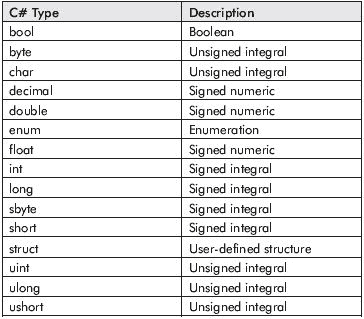 C# Type Description
bool Boolean
byte Unsigned integral
char Unsigned integral
decimal Signed numeric
double Signed numeric
enum Enumeration
float Signed numeric
int Signed integral
long Signed integral
sbyte Signed integral
short Signed integral
struct User-defined structure
uint Unsigned integral
ulong Unsigned integral
ushort Unsigned integral